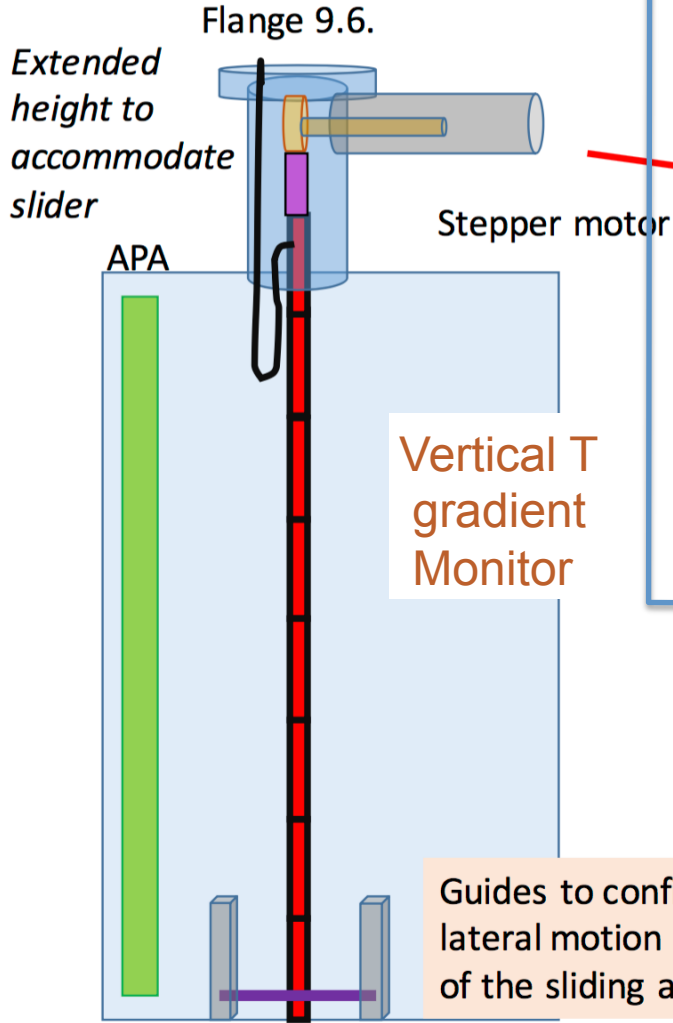 Flange 9.6.
Extended
height to
accommodate
slider
Stepper motor
APA
Vertical T
gradient
Monitor
Guides to conf
lateral motion
of the sliding a